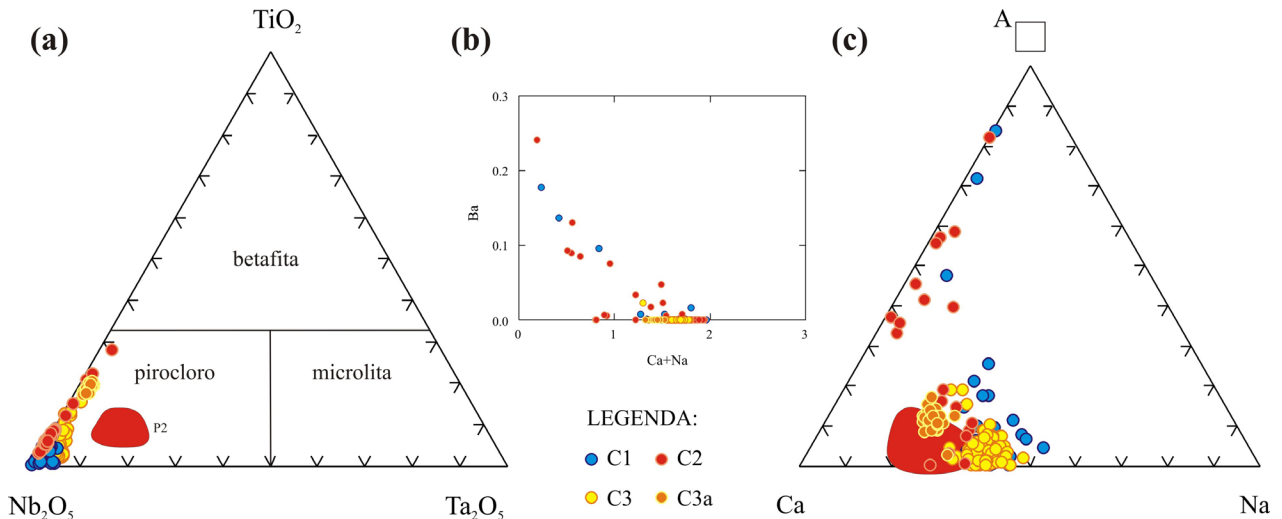 (a)
TiO₂
betafita
pirocloro
microlita
P2
Nb₂O₅
Ta₂O₅
(b)
0.3
0.2
0.1
0.0
Ba
0
1
2
3
Ca+Na
LEGENDA:
C1
C2
C3
C3a
(c)
A
Ca
Na